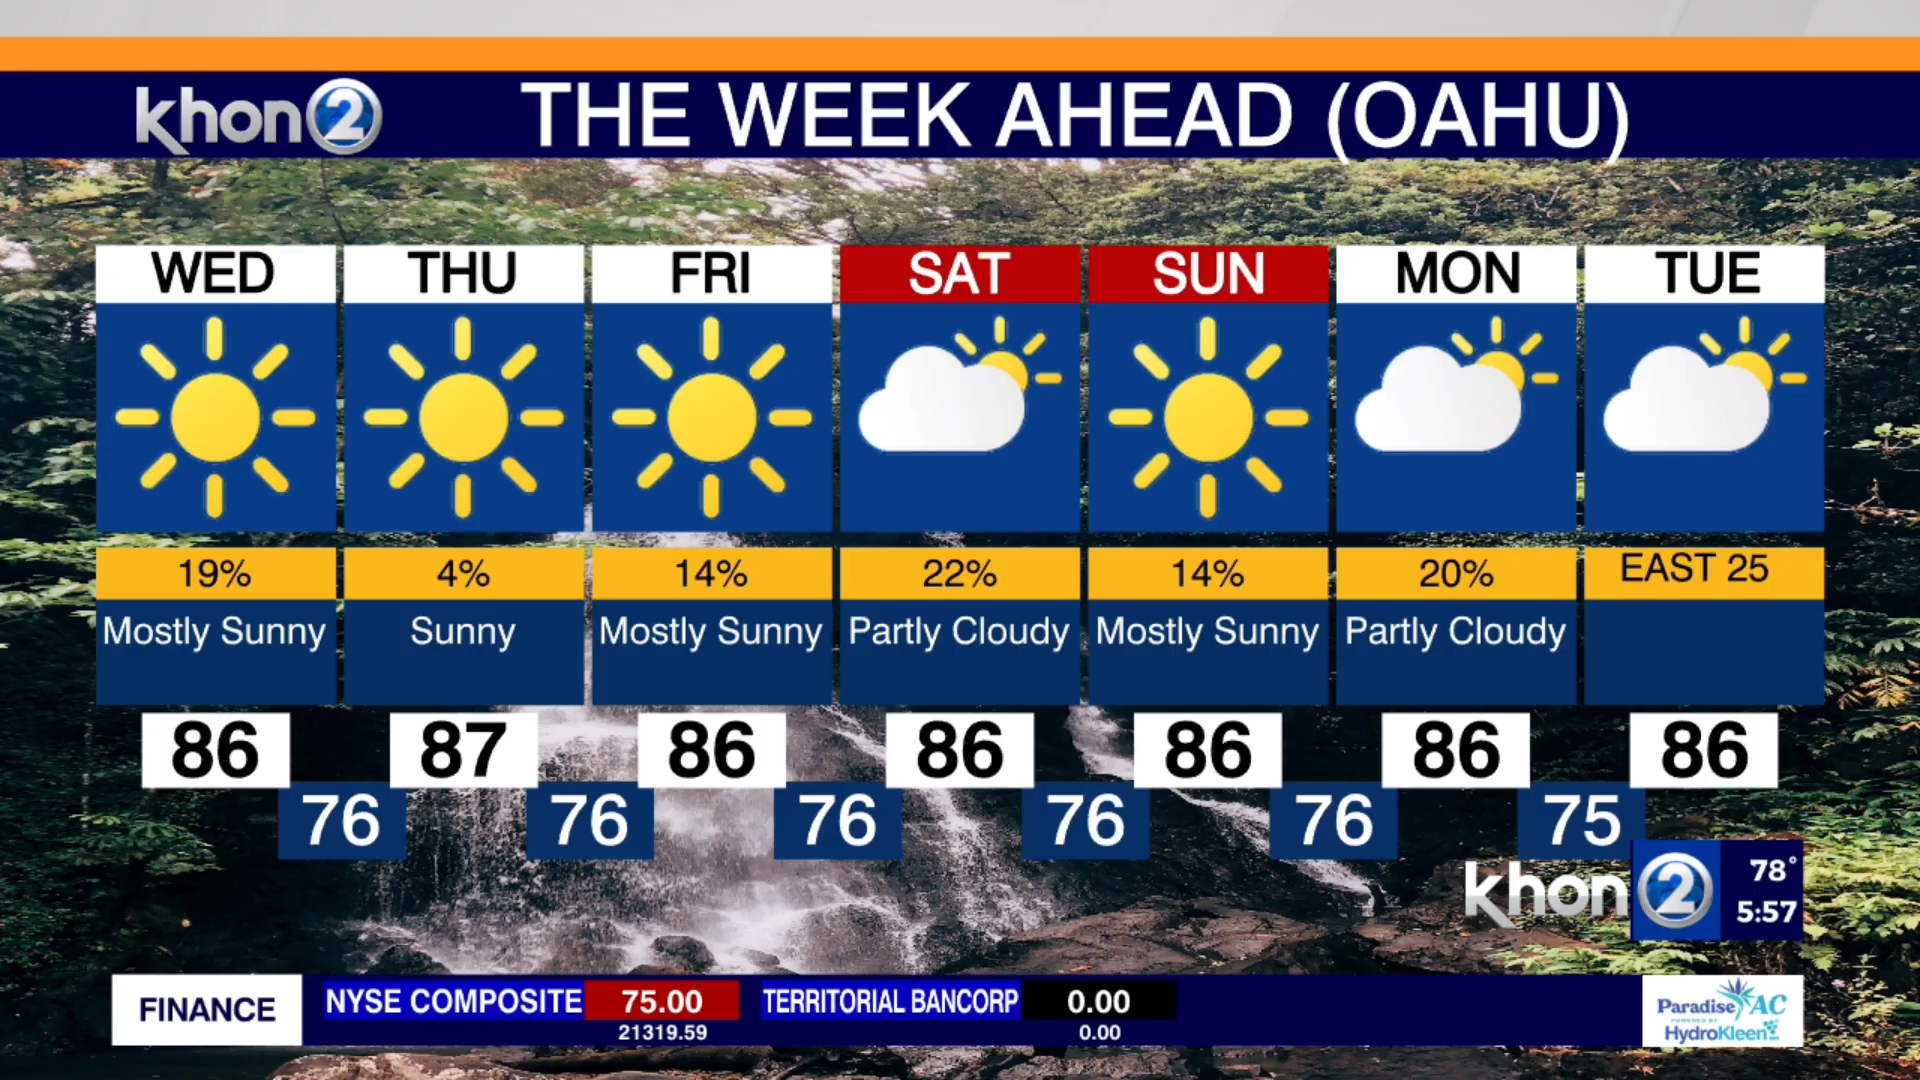 khon2
THE WEEK AHEAD (OAHU)
WED THU FRI SAT SUN MON TUE
19% 4% 14% 22% 14% 20% EAST 25
Mostly Sunny Sunny Mostly Sunny Partly Cloudy Mostly Sunny Partly Cloudy
86 87 86 86 86 86 86
76 76 76 76 76 75
khon2
78°
5:57
FINANCE
NYSE COMPOSITE 75.00
21319.59
TERRITORIAL BANCORP 0.00
0.00
Paradise AC
POWERED BY
HydroKleen